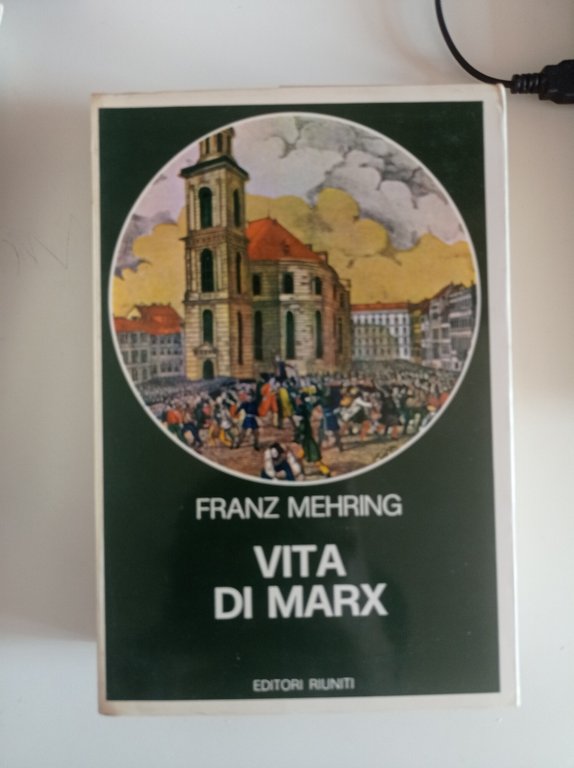 FRANZ MEHRING
VITA
DI MARX
EDITORI RIUNITI